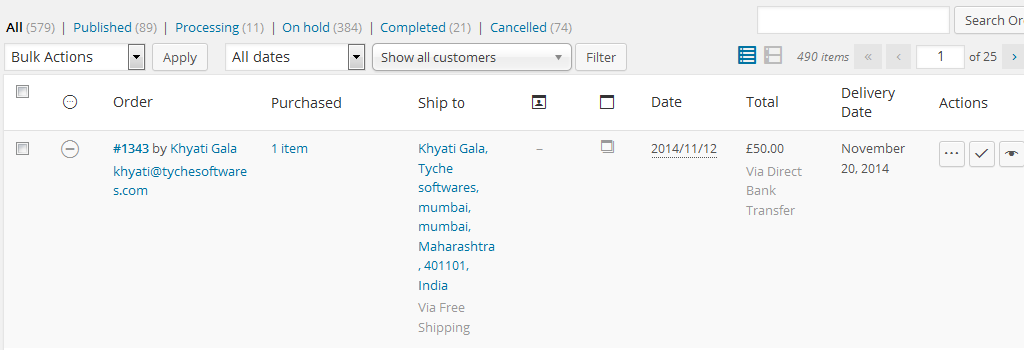 All (579) | Published (89) | Processing (11) | On hold (384) | Completed (21) | Cancelled (74)
Search Or
Bulk Actions Apply All dates Show all customers Filter 490 items « ‹ 1 of 25 ›
Order Purchased Ship to Date Total Delivery Date Actions
#1343 by Khyati Gala
khyati@tychesoftware
s.com
1 item
Khyati Gala,
Tyche
softwares,
mumbai,
mumbai,
Maharashtra
, 401101,
India
Via Free
Shipping
–
2014/11/12
£50.00
Via Direct
Bank
Transfer
November
20, 2014